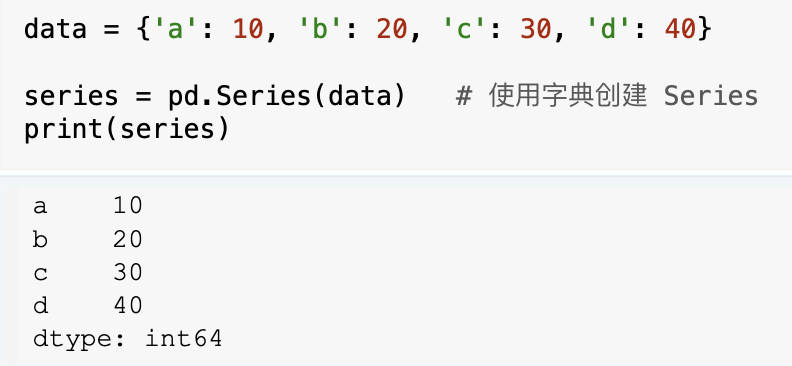 data = {'a': 10, 'b': 20, 'c': 30, 'd': 40}
series = pd.Series(data)   # 使用字典创建 Series
print(series)
a    10
b    20
c    30
d    40
dtype: int64